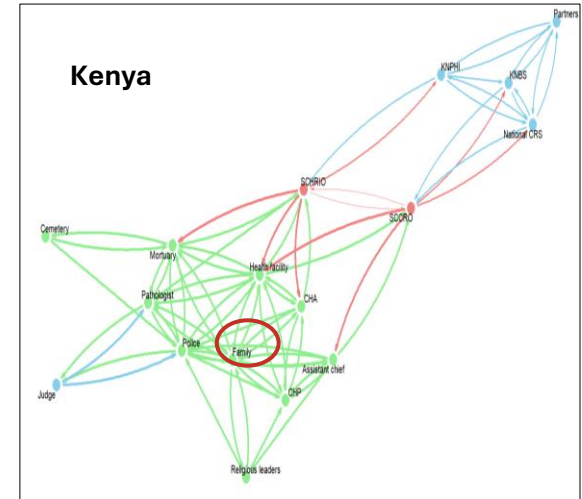 Partners
Kenya
KNPHI
KNBS
National CRS
SCHRIO
SCCRO
Cemetery
Mortuary
Health facility
Pathologist
CHA
Police
Family
Assistant chief
Judge
CHP
Religious leaders